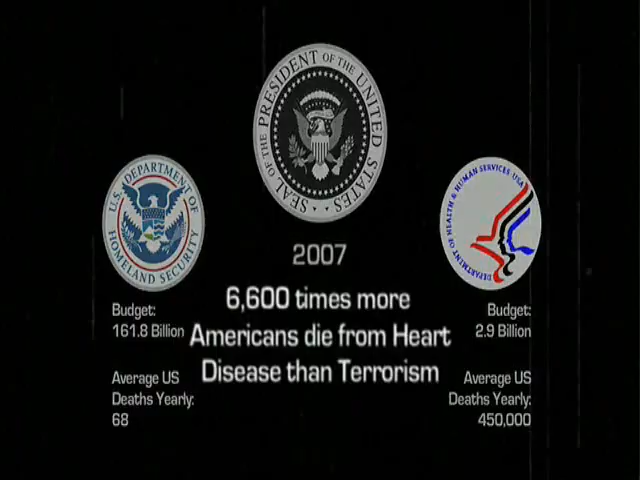 SEAL OF THE PRESIDENT OF THE UNITED STATES
U.S. DEPARTMENT OF HOMELAND SECURITY
DEPARTMENT OF HEALTH & HUMAN SERVICES · USA
2007
6,600 times more
Americans die from Heart
Disease than Terrorism
Budget:
161.8 Billion
Average US
Deaths Yearly:
68
Budget:
2.9 Billion
Average US
Deaths Yearly:
450,000